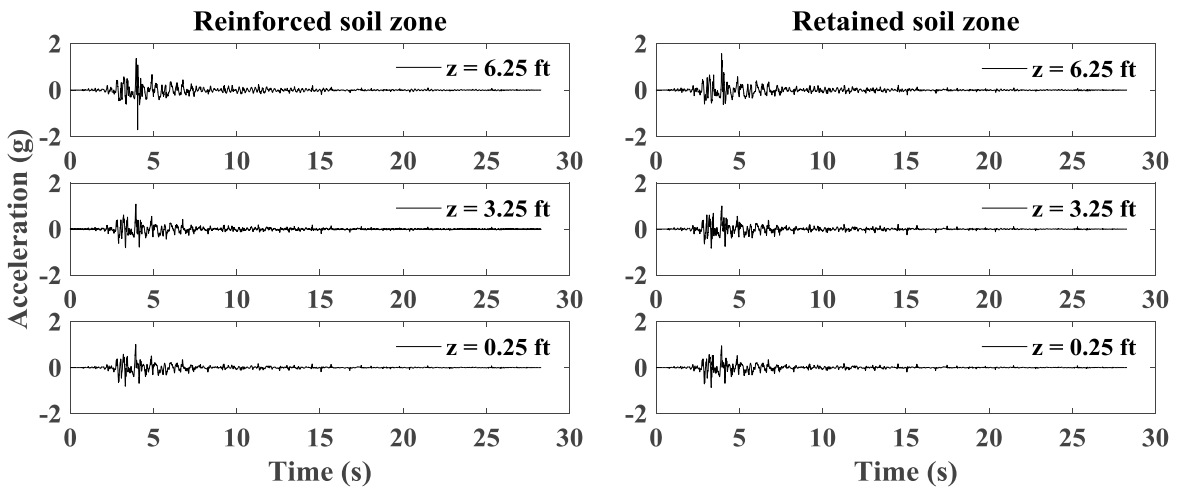 Reinforced soil zone
Retained soil zone
Acceleration (g)
2
0
-2
z = 6.25 ft
0 5 10 15 20 25 30
2
0
-2
z = 6.25 ft
0 5 10 15 20 25 30
2
0
-2
z = 3.25 ft
0 5 10 15 20 25 30
2
0
-2
z = 3.25 ft
0 5 10 15 20 25 30
2
0
-2
z = 0.25 ft
0 5 10 15 20 25 30
2
0
-2
z = 0.25 ft
0 5 10 15 20 25 30
Time (s)
Time (s)